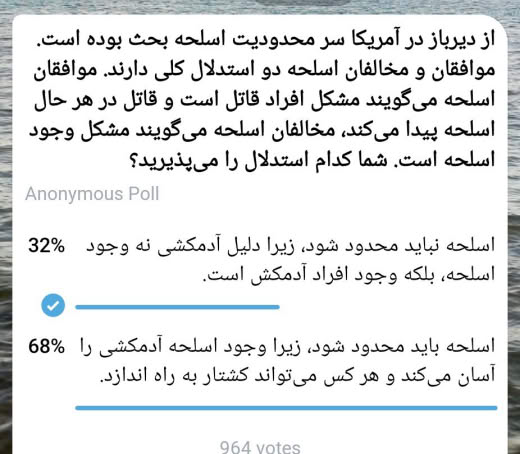 از دیرباز در آمریکا سر محدودیت اسلحه بحث بوده است.
موافقان و مخالفان اسلحه دو استدلال کلی دارند. موافقان
اسلحه می‌گویند مشکل افراد قاتل است و قاتل در هر حال
اسلحه پیدا می‌کند، مخالفان اسلحه می‌گویند مشکل وجود
اسلحه است. شما کدام استدلال را می‌پذیرید؟
Anonymous Poll
32% اسلحه نباید محدود شود، زیرا دلیل آدمکشی نه وجود
اسلحه، بلکه وجود افراد آدمکش است.
68% اسلحه باید محدود شود، زیرا وجود اسلحه آدمکشی را
آسان می‌کند و هر کس می‌تواند کشتار به راه اندازد.
964 votes